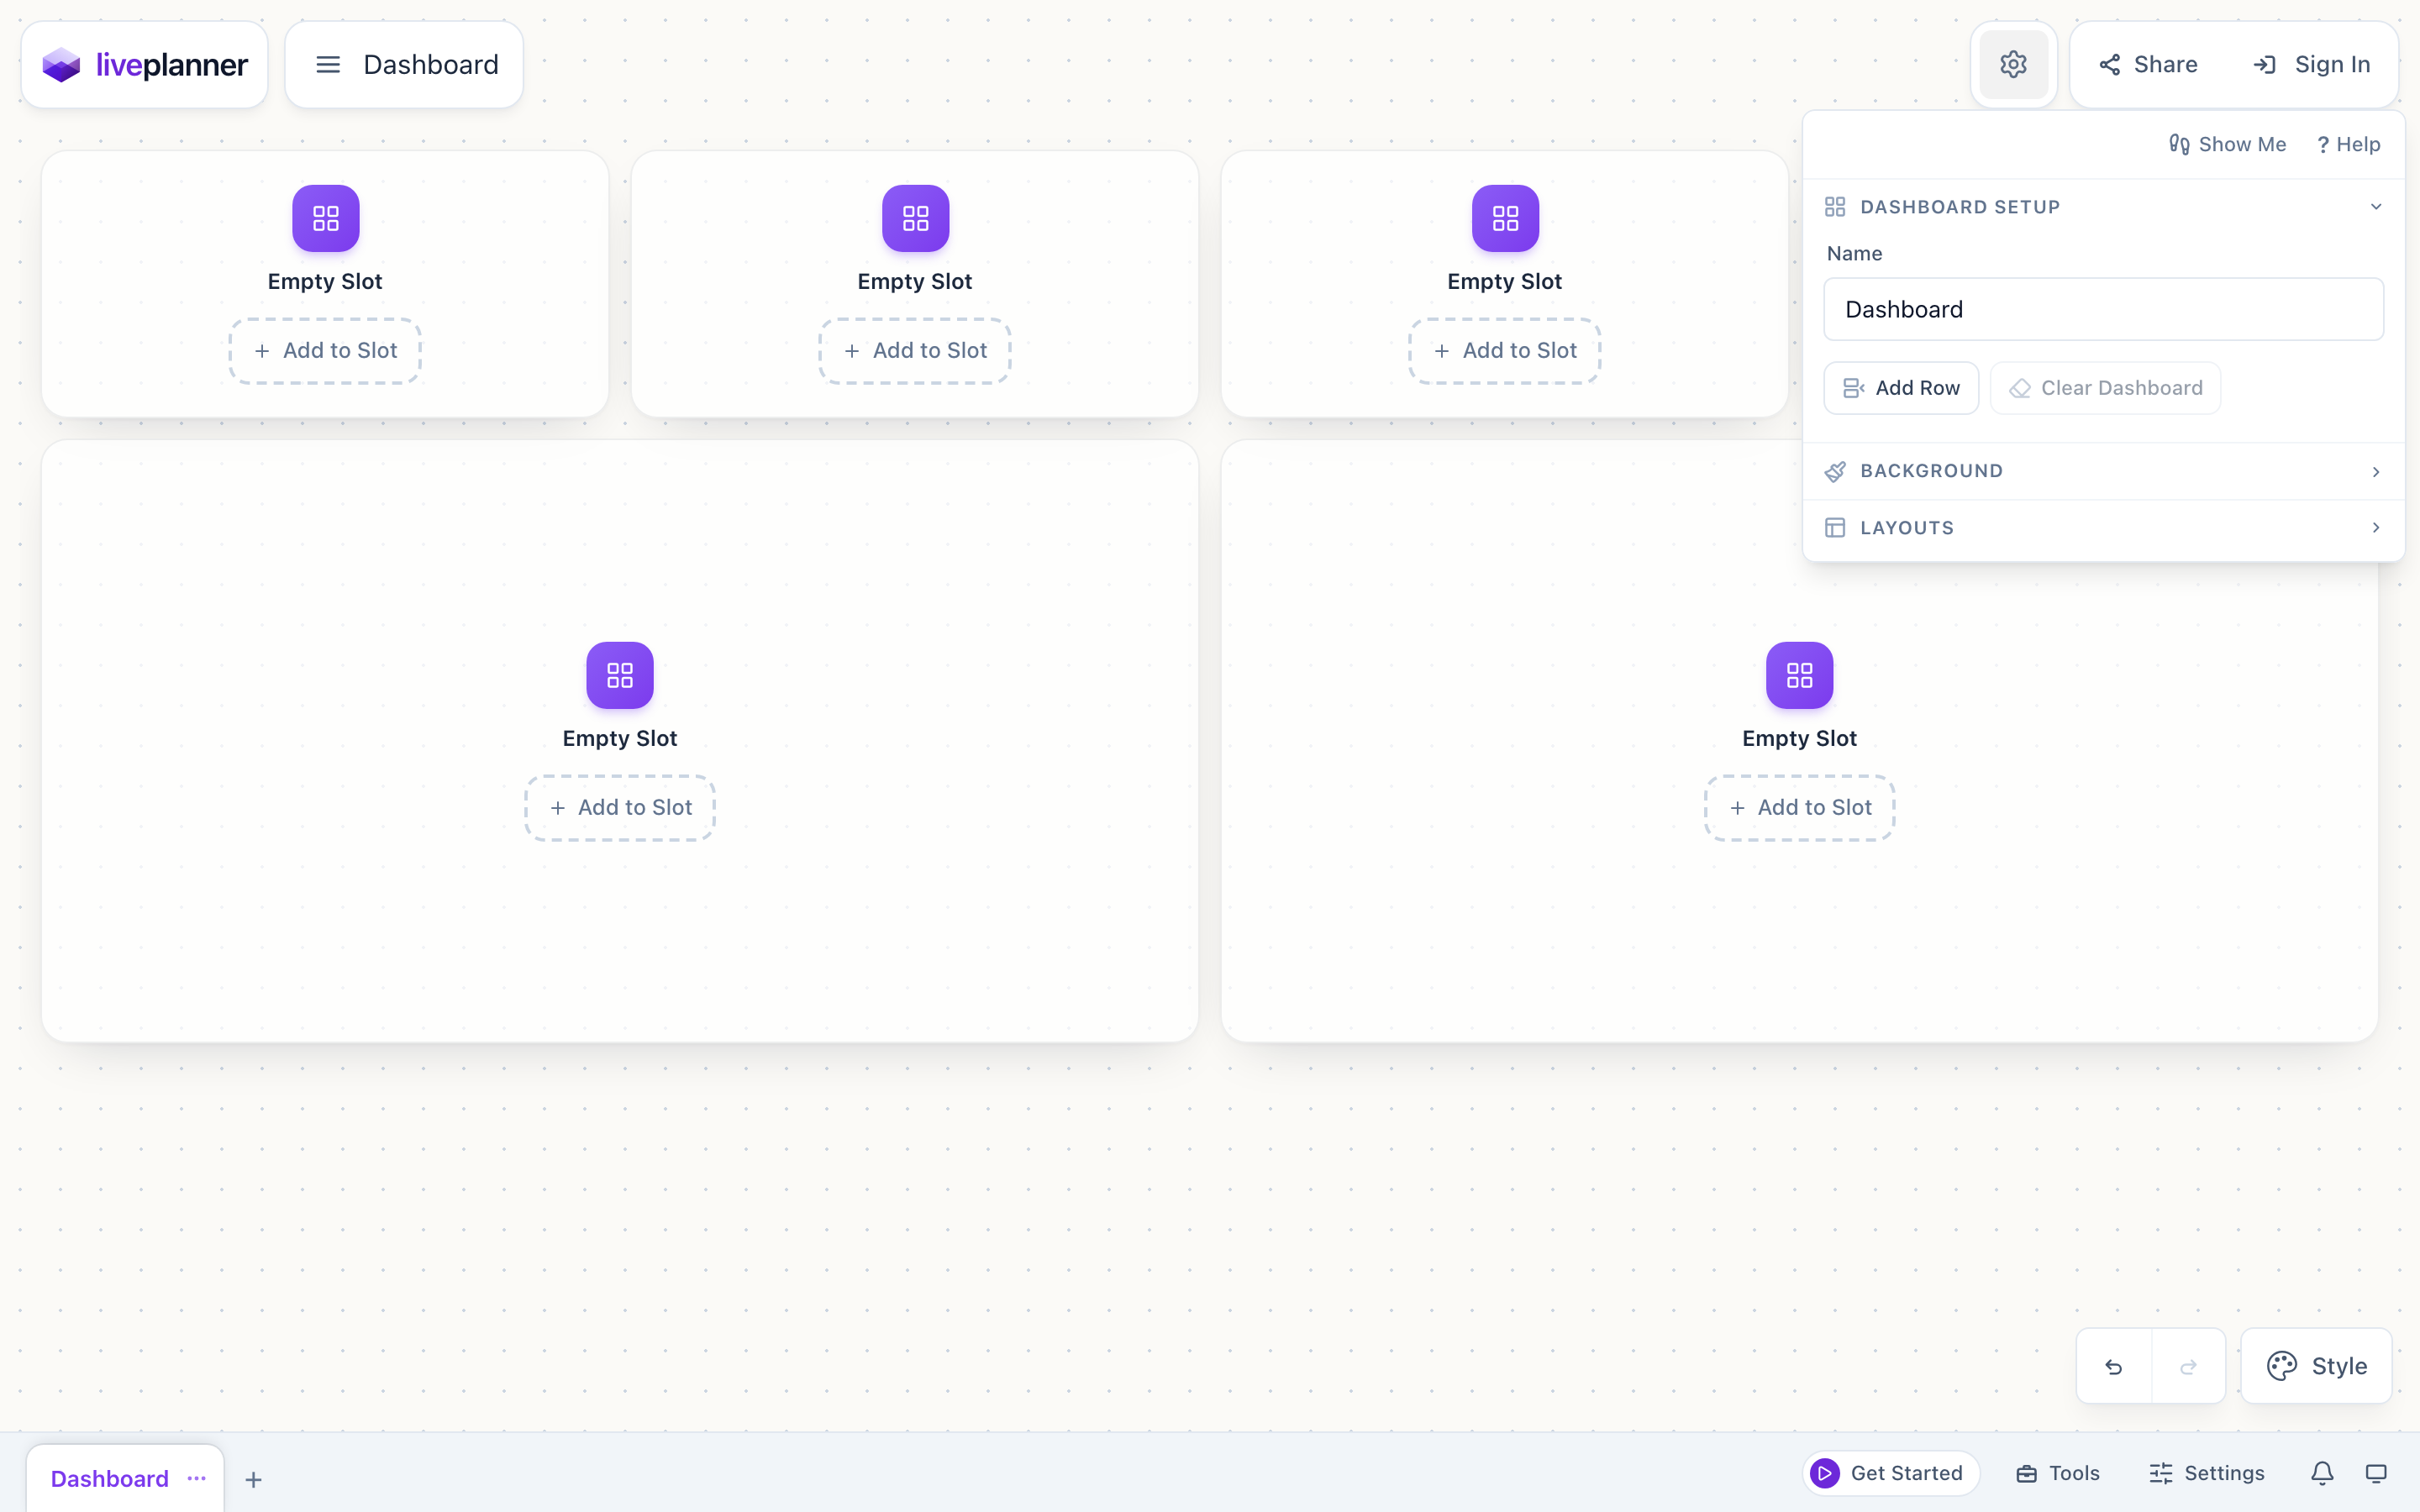 liveplanner
Dashboard
Share
Sign In
Show Me
? Help
DASHBOARD SETUP
Name
Dashboard
Add Row
Clear Dashboard
BACKGROUND
LAYOUTS
Empty Slot
+ Add to Slot
Empty Slot
+ Add to Slot
Empty Slot
+ Add to Slot
Empty Slot
+ Add to Slot
Empty Slot
+ Add to Slot
Style
Dashboard ...
+
Get Started
Tools
Settings